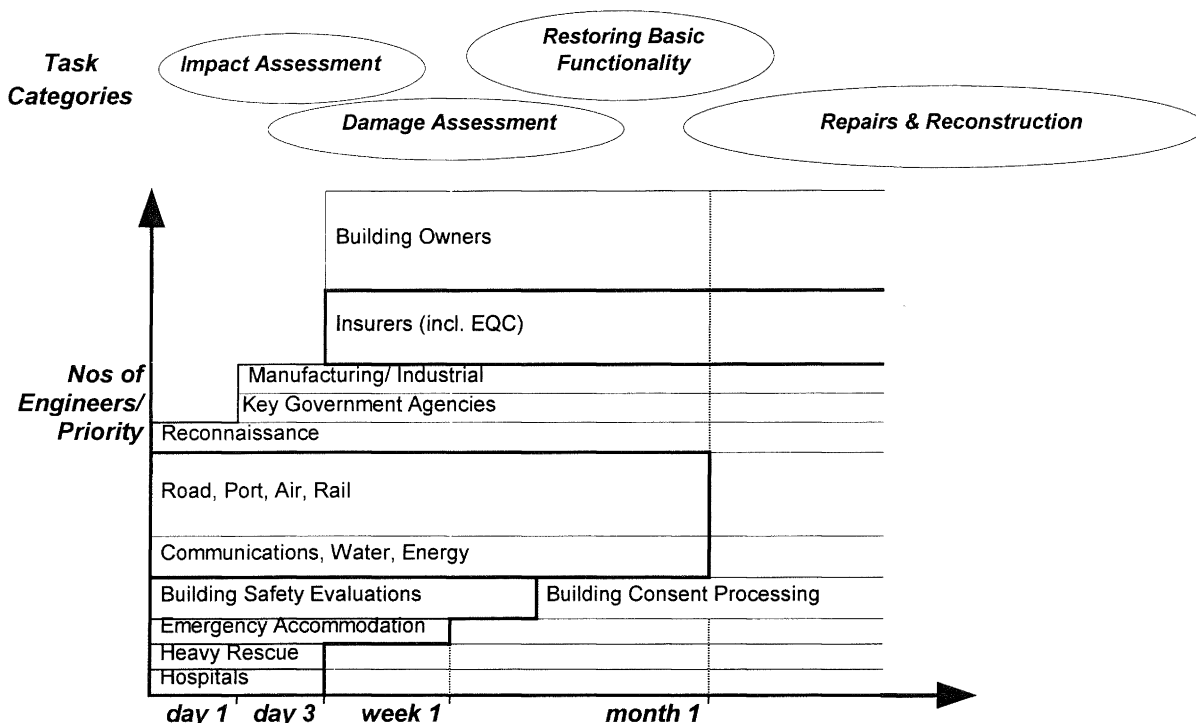 Task
Categories
Impact Assessment
Restoring Basic
Functionality
Damage Assessment
Repairs & Reconstruction
Nos of
Engineers/
Priority
Building Owners
Insurers (incl. EQC)
Manufacturing/ Industrial
Key Government Agencies
Reconnaissance
Road, Port, Air, Rail
Communications, Water, Energy
Building Safety Evaluations
Building Consent Processing
Emergency Accommodation
Heavy Rescue
Hospitals
day 1 day 3 week 1 month 1